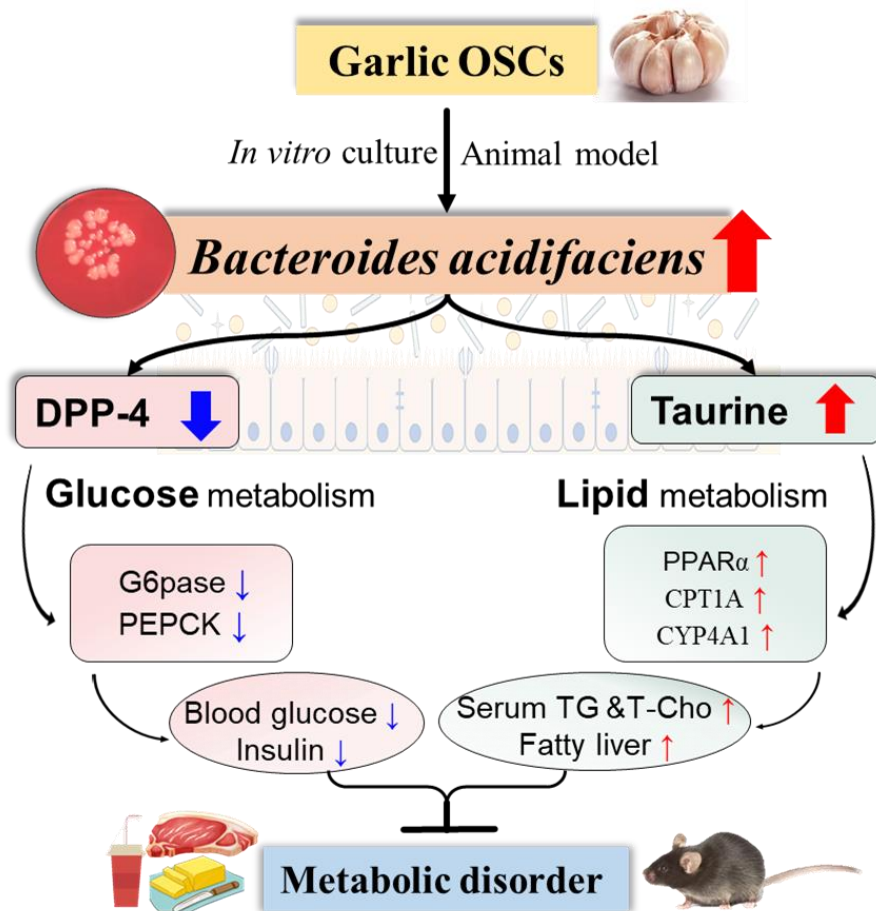 Garlic OSCs
In vitro culture Animal model
Bacteroides acidifaciens
DPP-4 ↓
Taurine ↑
Glucose metabolism
Lipid metabolism
G6pase ↓
PEPCK ↓
PPARα ↑
CPT1A ↑
CYP4A1 ↑
Blood glucose ↓
Insulin ↓
Serum TG &T-Cho ↑
Fatty liver ↑
Metabolic disorder